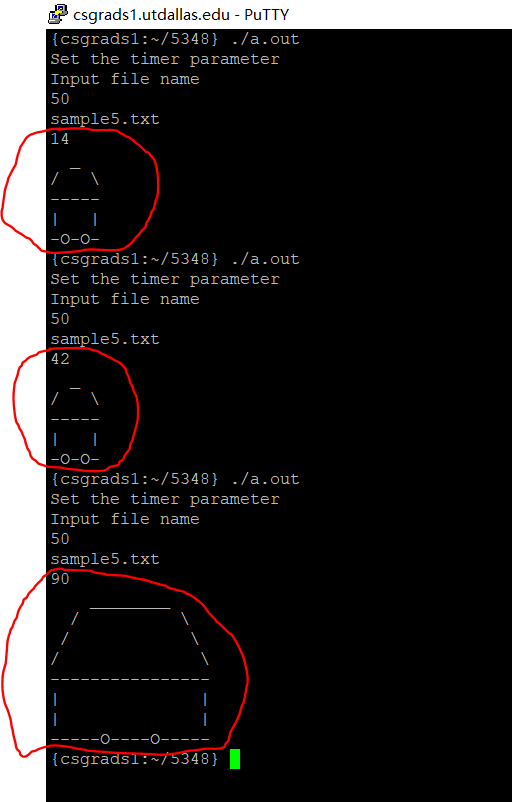 csgrads1.utdallas.edu - PuTTY
{csgrads1:~/5348} ./a.out
Set the timer parameter
Input file name
50
sample5.txt
14
  _
/   \
-----
|   |
-O-O-
{csgrads1:~/5348} ./a.out
Set the timer parameter
Input file name
50
sample5.txt
42
  _
/   \
-----
|   |
-O-O-
{csgrads1:~/5348} ./a.out
Set the timer parameter
Input file name
50
sample5.txt
90
    ________
  /          \
 /            \
/              \
----------------
|              |
|              |
-----O----O-----
{csgrads1:~/5348}